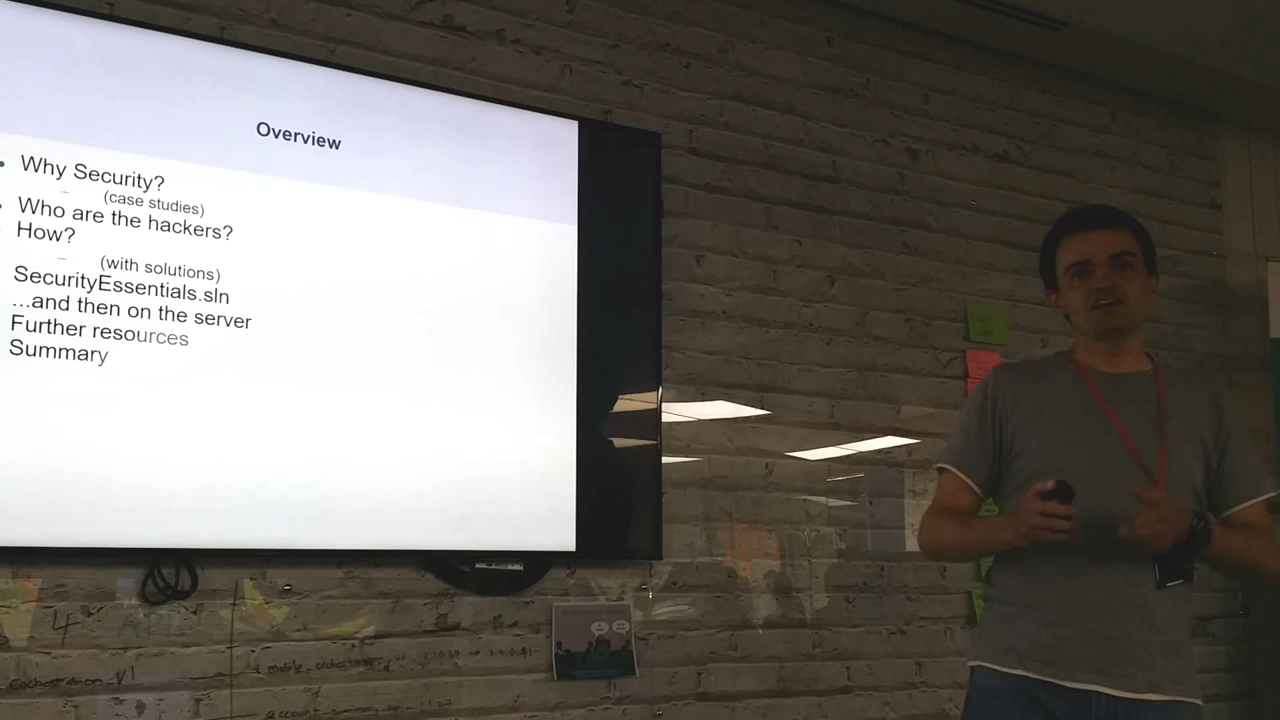 Overview
• Why Security?
– (case studies)
• Who are the hackers?
How?
– (with solutions)
SecurityEssentials.sln
...and then on the server
Further resources
Summary
4